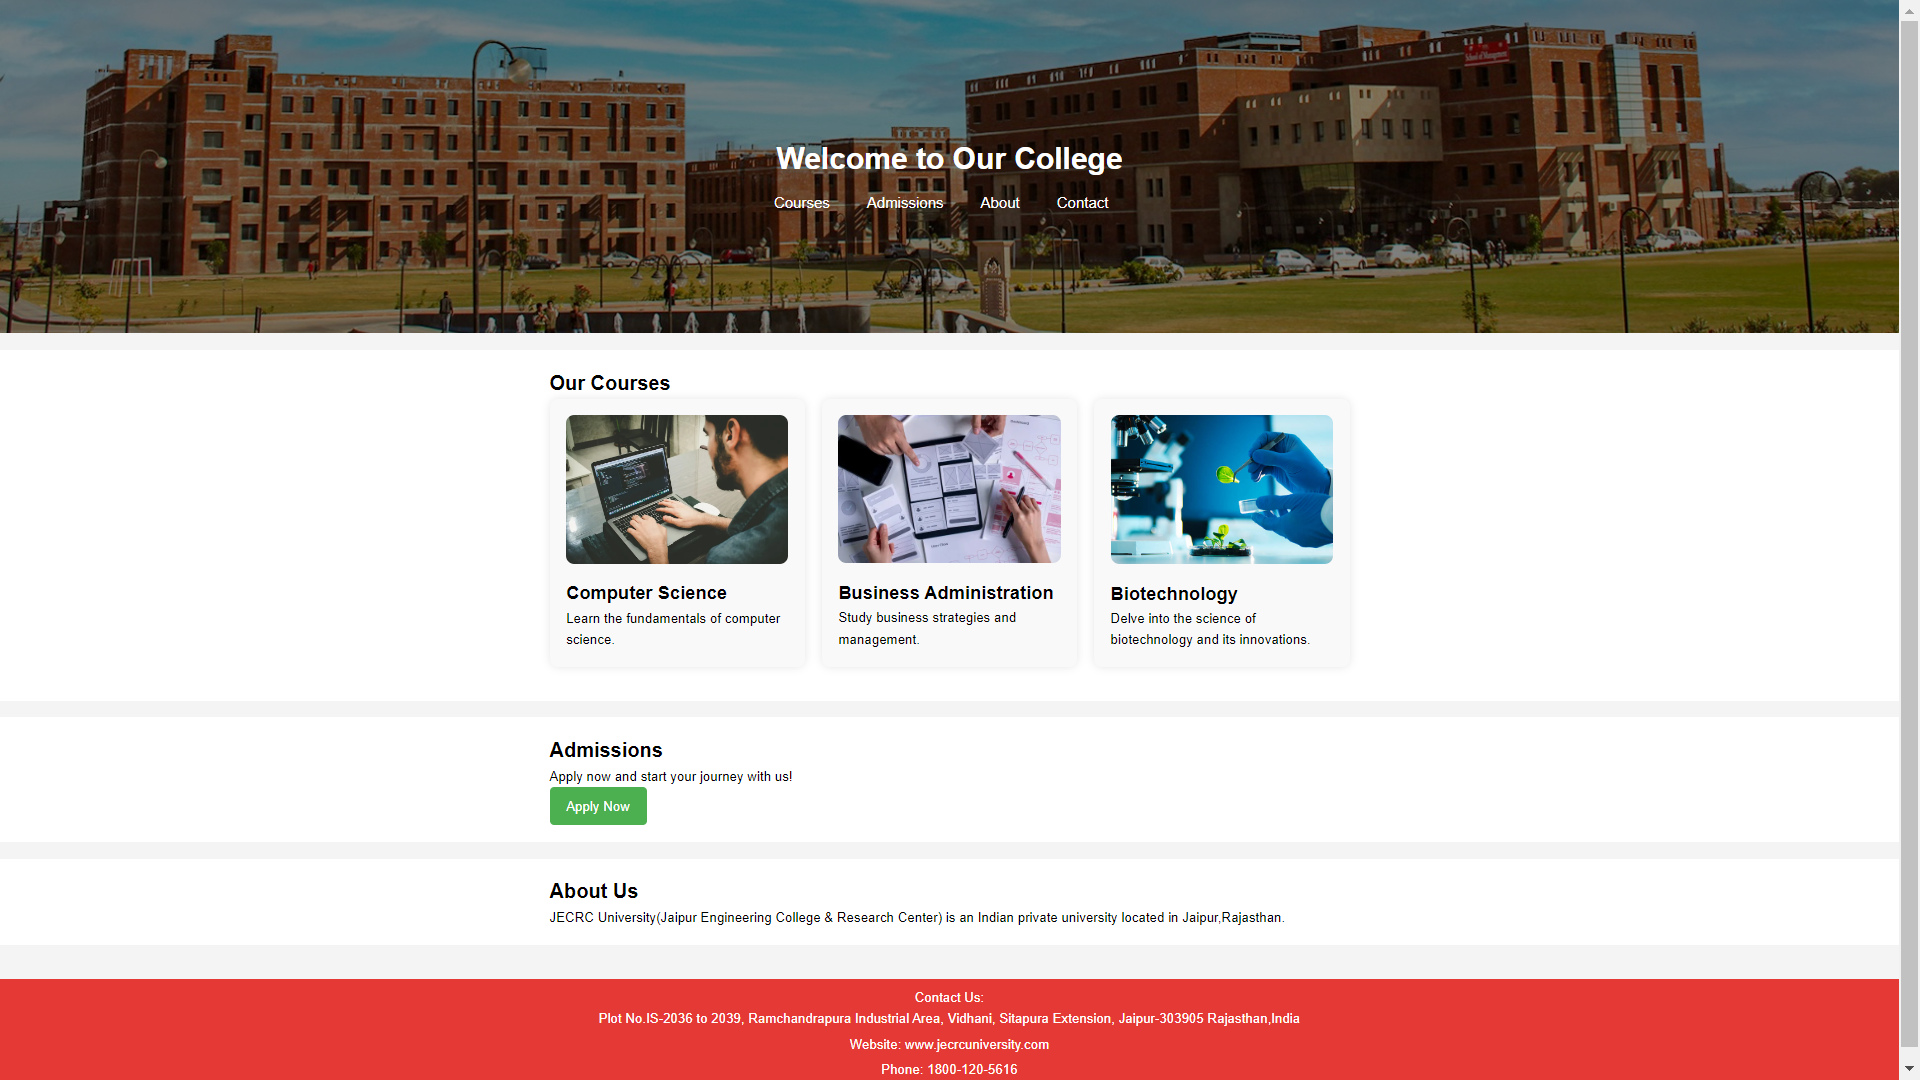 Welcome to Our College
Courses Admissions About Contact
Our Courses
Computer Science
Learn the fundamentals of computer
science.
Business Administration
Study business strategies and
management.
Biotechnology
Delve into the science of
biotechnology and its innovations.
Admissions
Apply now and start your journey with us!
Apply Now
About Us
JECRC University(Jaipur Engineering College & Research Center) is an Indian private university located in Jaipur,Rajasthan.
Contact Us:
Plot No.IS-2036 to 2039, Ramchandrapura Industrial Area, Vidhani, Sitapura Extension, Jaipur-303905 Rajasthan,India
Website: www.jecrcuniversity.com
Phone: 1800-120-5616